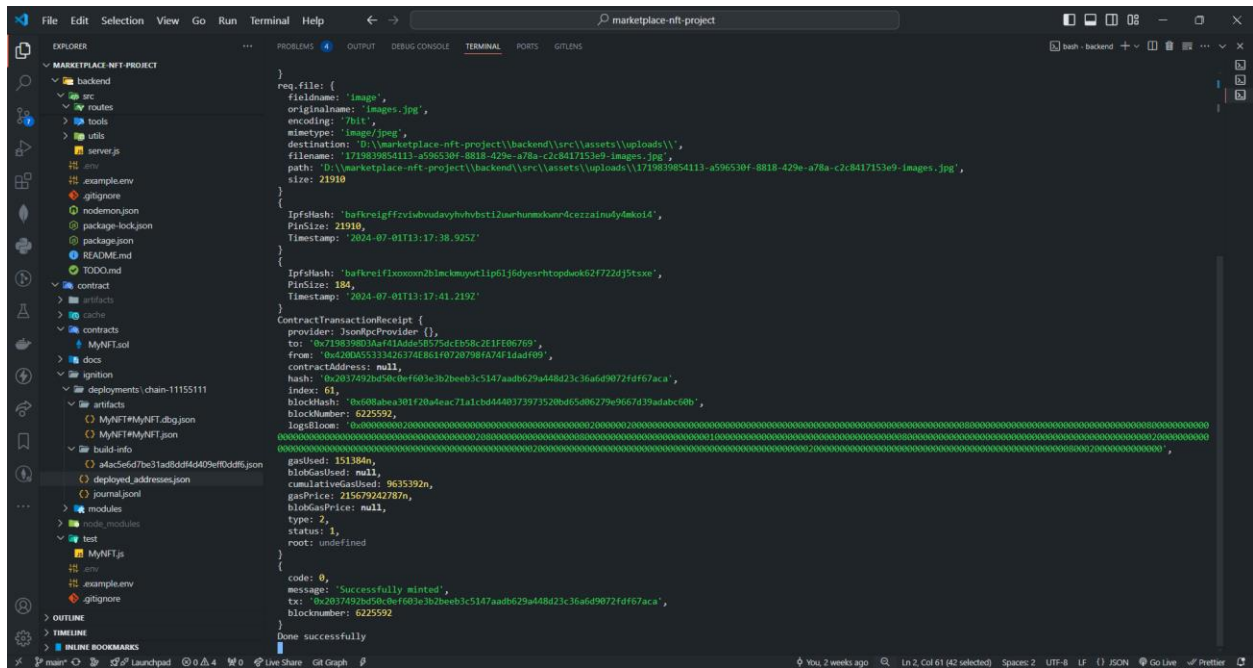 File Edit Selection View Go Run Terminal Help
marketplace-nft-project
EXPLORER
MARKETPLACE-NFT-PROJECT
backend
src
routes
tools
utils
server.js
.env
.example.env
.gitignore
nodemon.json
package-lock.json
package.json
README.md
TODO.md
contract
artifacts
cache
contracts
MyNFT.sol
docs
ignition
deployments\chain-11155111
artifacts
MyNFT#MyNFT.dbg.json
MyNFT#MyNFT.json
build-info
a4ac5e6d7be31ad8ddf4d409eff0ddf6.json
deployed_addresses.json
journal.jsonl
modules
node_modules
test
MyNFT.js
.env
.example.env
.gitignore
OUTLINE
TIMELINE
INLINE BOOKMARKS
PROBLEMS 4 OUTPUT DEBUG CONSOLE TERMINAL PORTS GITLENS
bash - backend
}
req.file: {
fieldname: 'image',
originalname: 'images.jpg',
encoding: '7bit',
mimetype: 'image/jpeg',
destination: 'D:\\marketplace-nft-project\\backend\\src\\assets\\uploads\\',
filename: '1719839854113-a596530f-8818-429e-a78a-c2c8417153e9-images.jpg',
path: 'D:\\marketplace-nft-project\\backend\\src\\assets\\uploads\\1719839854113-a596530f-8818-429e-a78a-c2c8417153e9-images.jpg',
size: 21910
}
{
IpfsHash:
PinSize: 21910,
Timestamp: '2024-07-01T13:17:38.925Z'
}
{
IpfsHash:
PinSize: 184,
Timestamp: '2024-07-01T13:17:41.219Z'
}
ContractTransactionReceipt {
provider: JsonRpcProvider {},
to: '0x7198398D3Aaf41Adde5B575dcEb58c2E1FE06769',
from: '0x420DA55333426374E861f0720798fA74F1dadf09',
contractAddress: null,
hash: '0x2037492bd50c0ef603e3b2beeb3c5147aadb629a448d23c36a6d9072fdf67aca',
index: 61,
blockHash: '0x608abea301f20a4eac71a1cbd4440373973520bd65d06279e9667d39adabc60b',
blockNumber: 6225592,
logsBloom:
gasUsed: 151384n,
blobGasUsed: null,
cumulativeGasUsed: 9635392n,
gasPrice: 215679242787n,
blobGasPrice: null,
type: 2,
status: 1,
root: undefined
}
{
code: 0,
message: 'Successfully minted',
tx: '0x2037492bd50c0ef603e3b2beeb3c5147aadb629a448d23c36a6d9072fdf67aca',
blocknumber: 6225592
}
Done successfully
main* Launchpad 0 4 0 Live Share Git Graph
You, 2 weeks ago Ln 2, Col 61 (42 selected) Spaces: 2 UTF-8 LF {} JSON Go Live Prettier